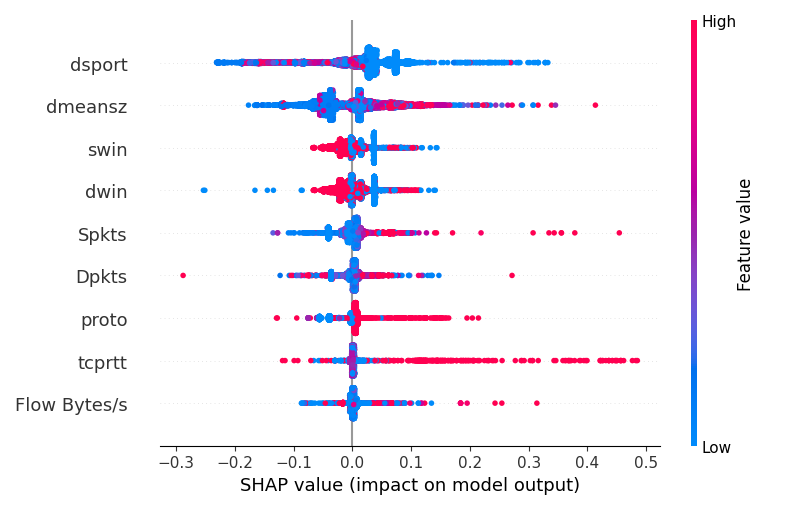 High
dsport
dmeansz
swin
dwin
Spkts
Dpkts
proto
tcprtt
Flow Bytes/s
Feature value
Low
−0.3 −0.2 −0.1 0.0 0.1 0.2 0.3 0.4 0.5
SHAP value (impact on model output)